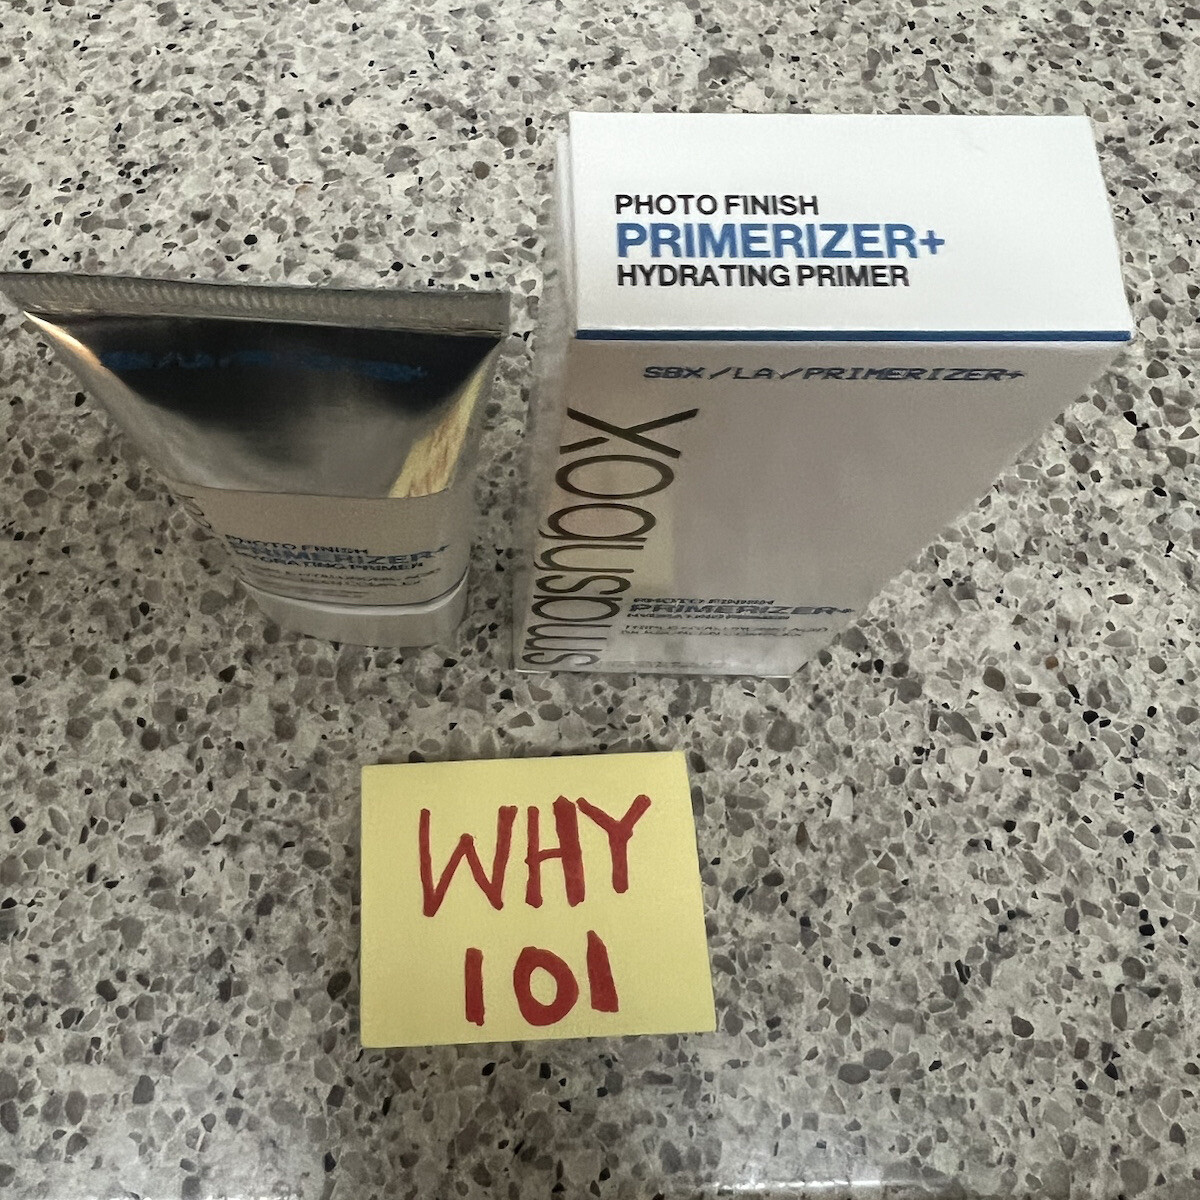 PHOTO FINISH
PRIMERIZER+
HYDRATING PRIMER
SBX/LA/PRIMERIZER+
smashbox
PHOTO FINISH
PRIMERIZER+
HYDRATING PRIMER
PHOTO FINISH
PRIMERIZER+
HYDRATING PRIMER
WHY
101